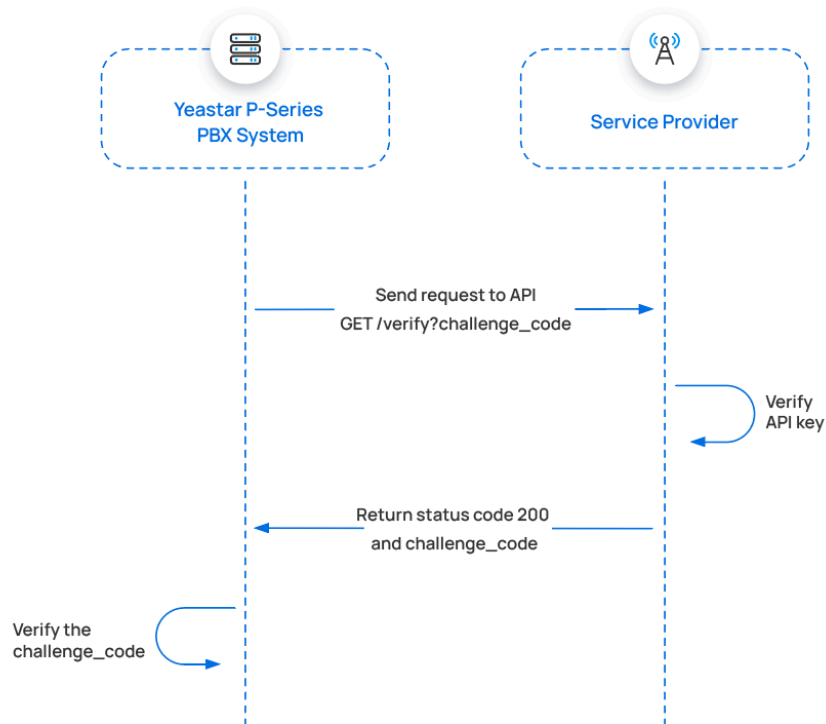 Yeastar P-Series
PBX System
Service Provider
Send request to API
GET /verify?challenge_code
Verify
API key
Return status code 200
and challenge_code
Verify the
challenge_code